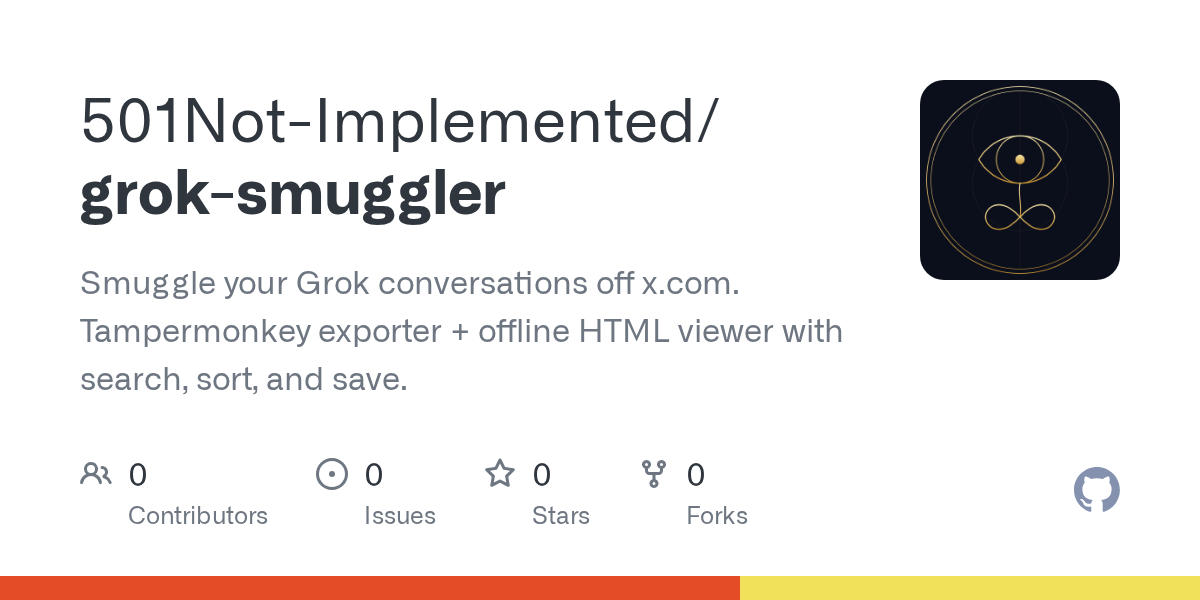 501Not-Implemented/
grok-smuggler
Smuggle your Grok conversations off x.com.
Tampermonkey exporter + offline HTML viewer with
search, sort, and save.
0 0 0 0
Contributors Issues Stars Forks